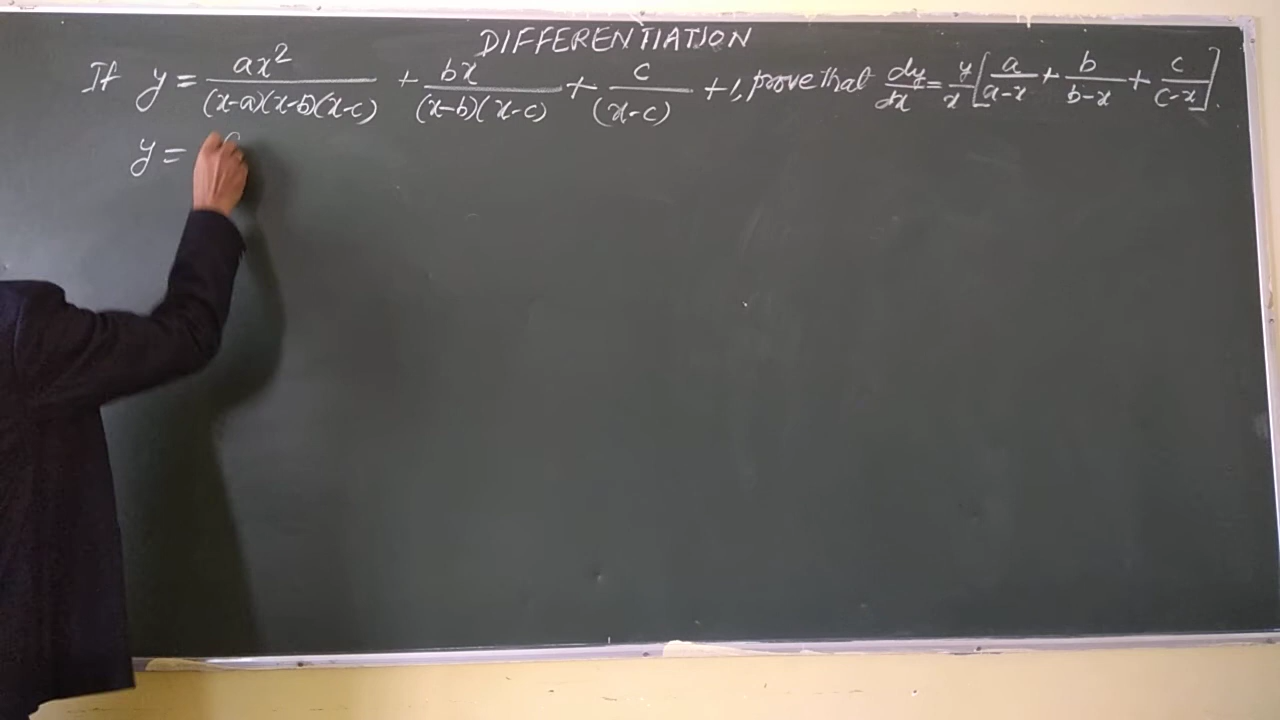 DIFFERENTIATION
If y = ax²/((x-a)(x-b)(x-c)) + bx/((x-b)(x-c)) + c/(x-c) + 1, prove that dy/dx = y/x [a/(a-x) + b/(b-x) + c/(c-x)].
y =